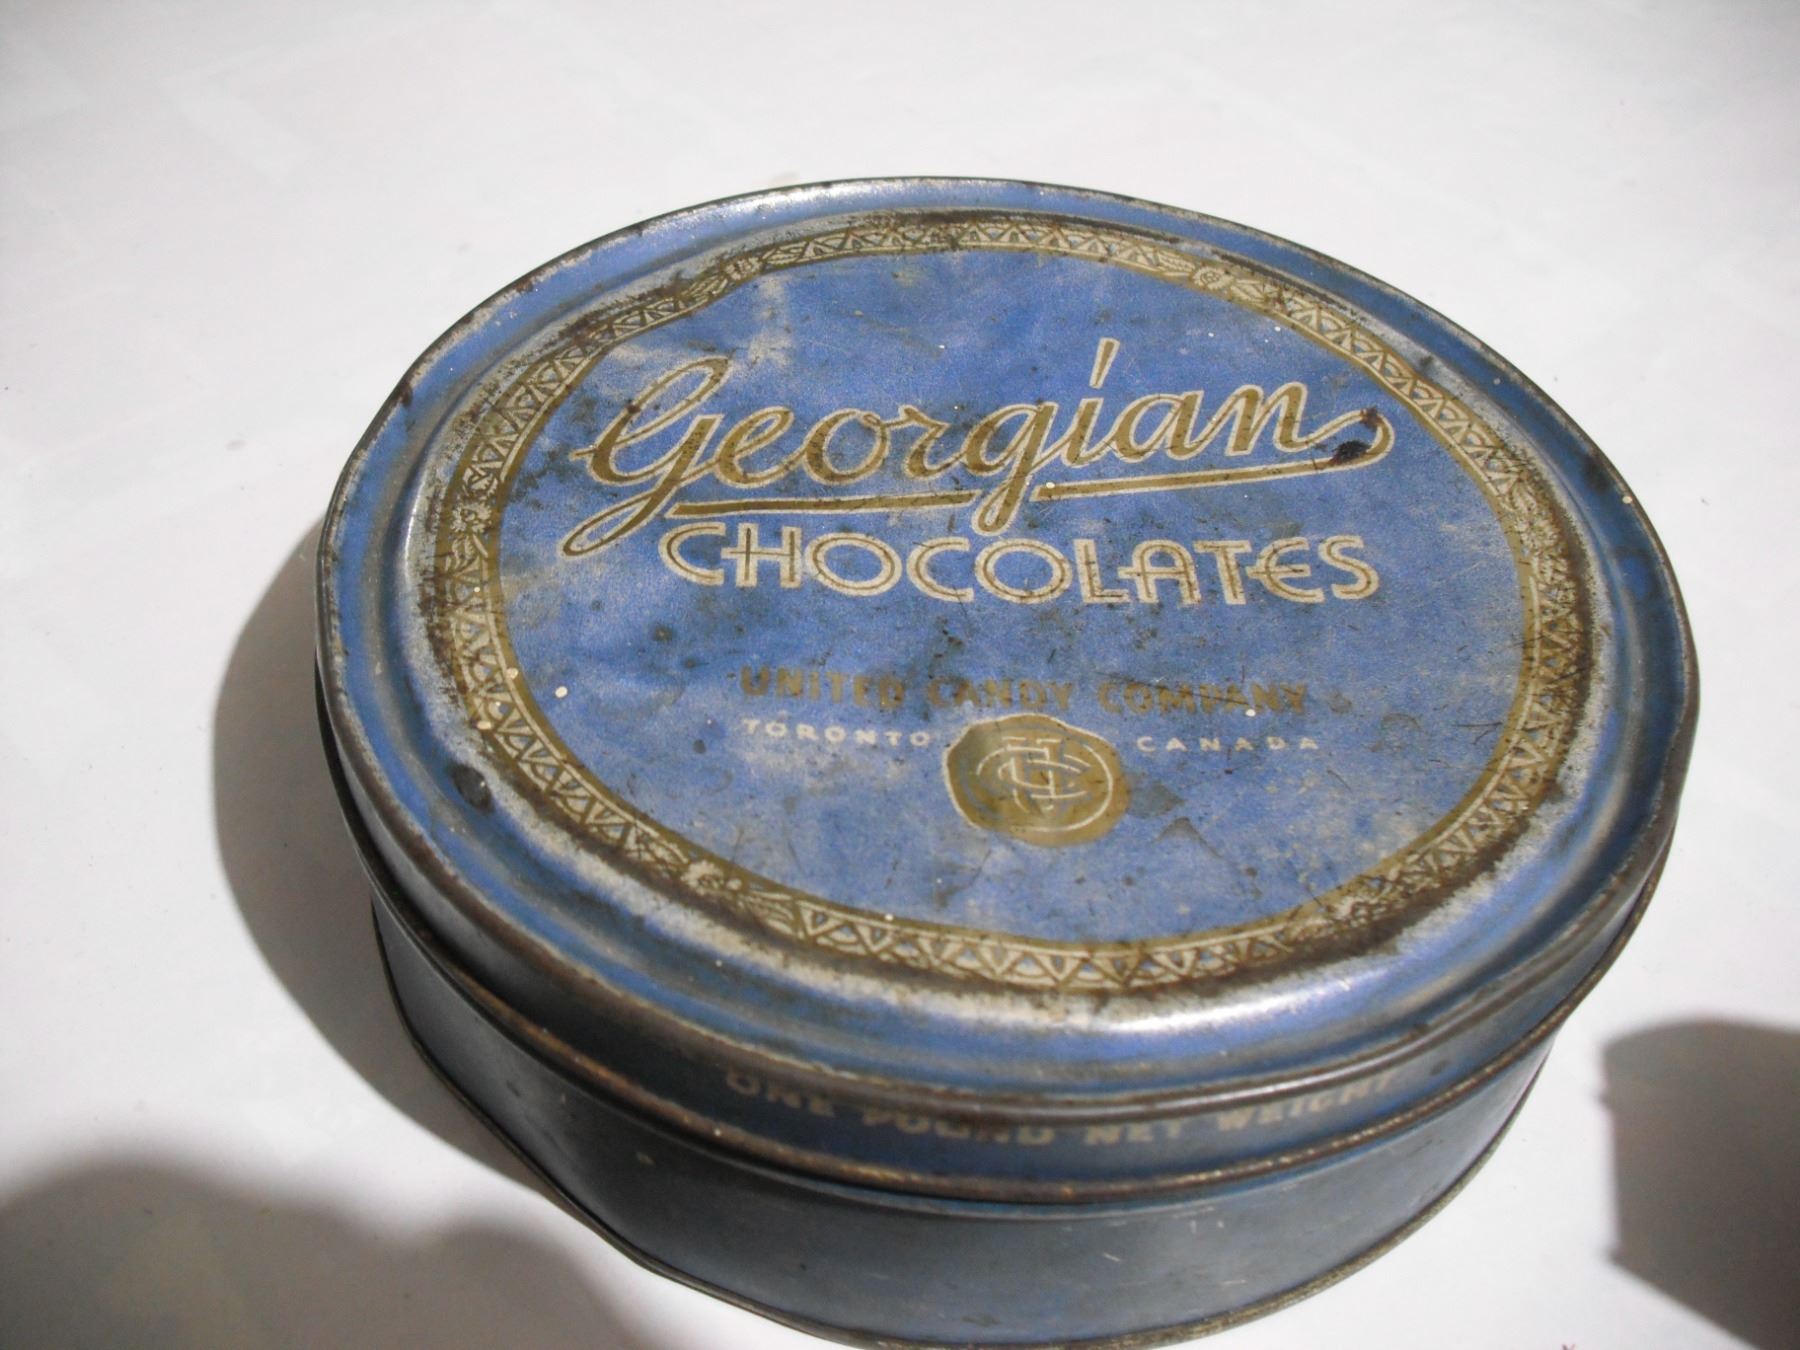 Georgian
CHOCOLATES
UNITED CANDY COMPANY
TORONTO CANADA
ONE POUND NET WEIGHT